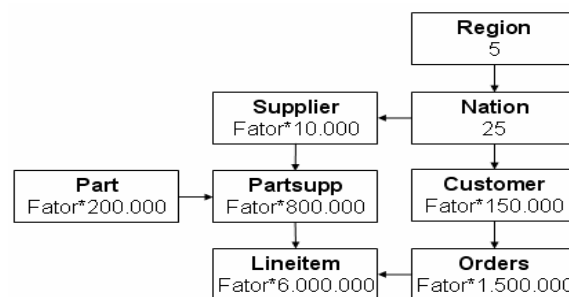 Region
5
Supplier
Fator*10.000
Nation
25
Part
Fator*200.000
Partsupp
Fator*800.000
Customer
Fator*150.000
Lineitem
Fator*6.000.000
Orders
Fator*1.500.000